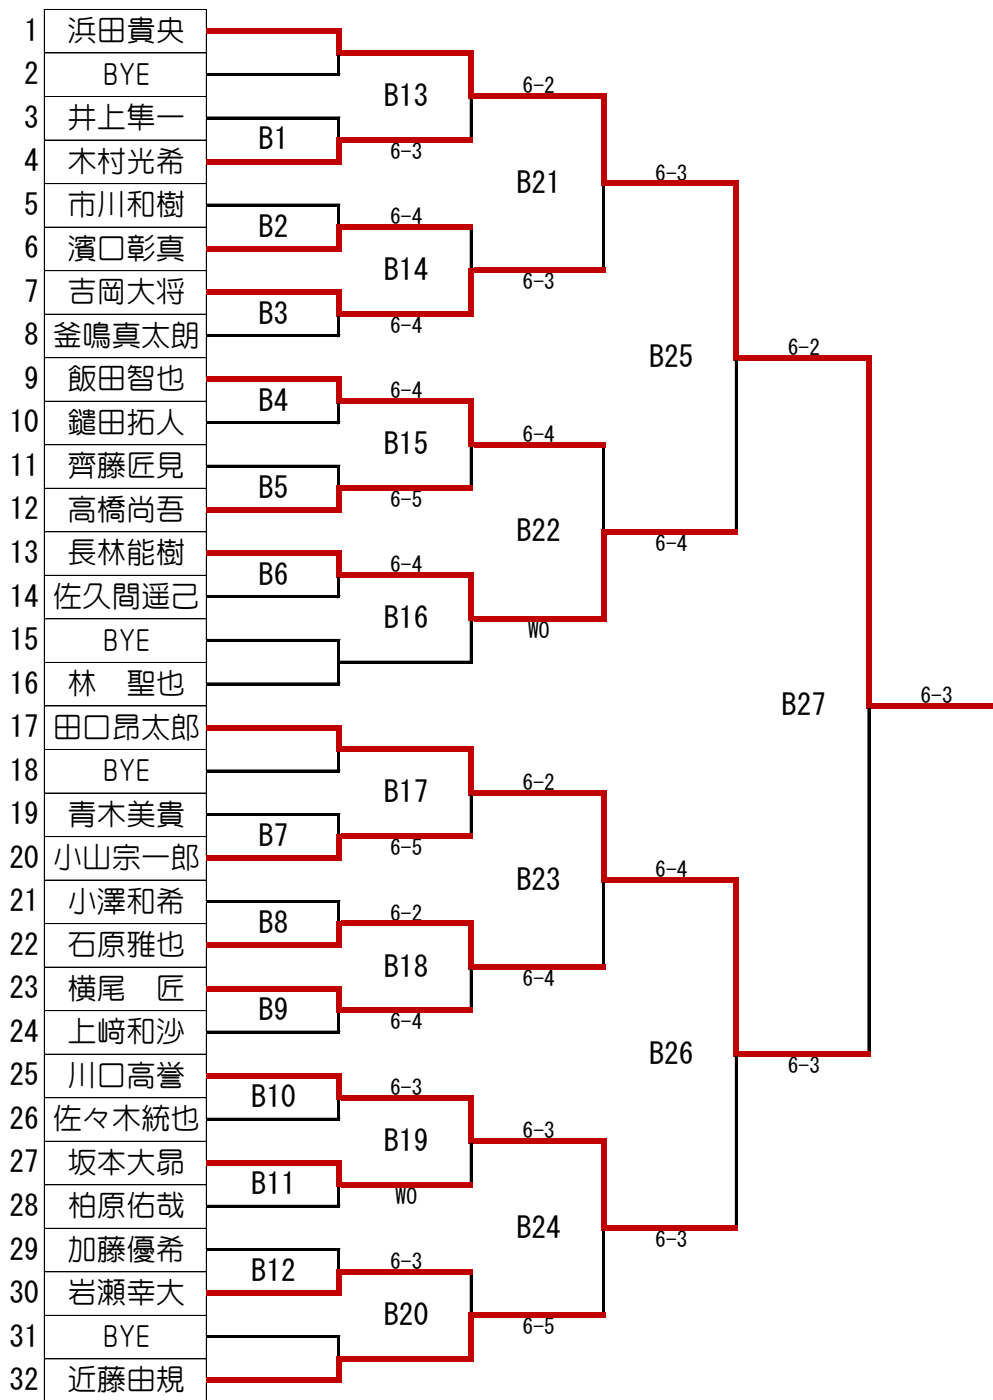 1 浜田貴央
2 BYE
6-2
B13
3 井上隼一
B1
6-3
4 木村光希
6-3
B21
5 市川和樹
6-4
B2
6 濱口彰真
B14
6-3
7 吉岡大将
B3
6-4
8 釜鳴真太朗
B25
6-2
9 飯田智也
6-4
B4
10 鑓田拓人
6-4
B15
11 齊藤匠見
B5
6-5
12 高橋尚吾
B22
6-4
13 長林能樹
6-4
B6
14 佐久間遥己
B16
WO
15 BYE
16 林 聖也
B27
6-3
17 田口昂太郎
18 BYE
6-2
B17
19 青木美貴
B7
6-5
20 小山宗一郎
6-4
B23
21 小澤和希
6-2
B8
22 石原雅也
B18
6-4
23 横尾 匠
B9
6-4
24 上﨑和沙
B26
6-3
25 川口高誉
6-3
B10
26 佐々木統也
6-3
B19
27 坂本大昴
B11
WO
28 柏原佑哉
B24
6-3
29 加藤優希
6-3
B12
30 岩瀬幸大
B20
6-5
31 BYE
32 近藤由規